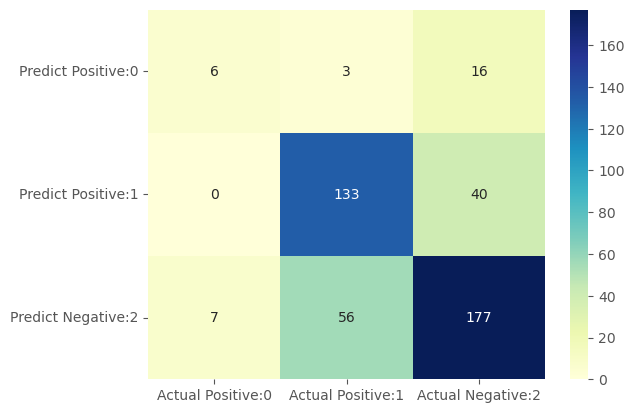 Predict Positive:0
6 3 16
Predict Positive:1
0 133 40
Predict Negative:2
7 56 177
Actual Positive:0 Actual Positive:1 Actual Negative:2
160
140
120
100
80
60
40
20
0